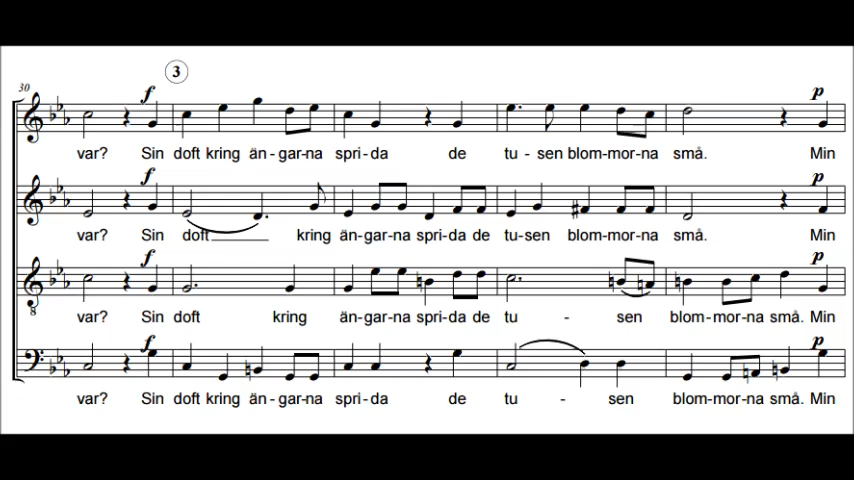 3
30
f
var? Sin doft kring än-gar-na spri-da de tu-sen blom-mor-na små. Min
p
f
var? Sin doft kring än-gar-na spri-da de tu-sen blom-mor-na små. Min
p
f
8
var? Sin doft kring än-gar-na spri-da de tu-sen blom-mor-na små. Min
p
f
var? Sin doft kring än-gar-na spri-da de tu-sen blom-mor-na små. Min
p